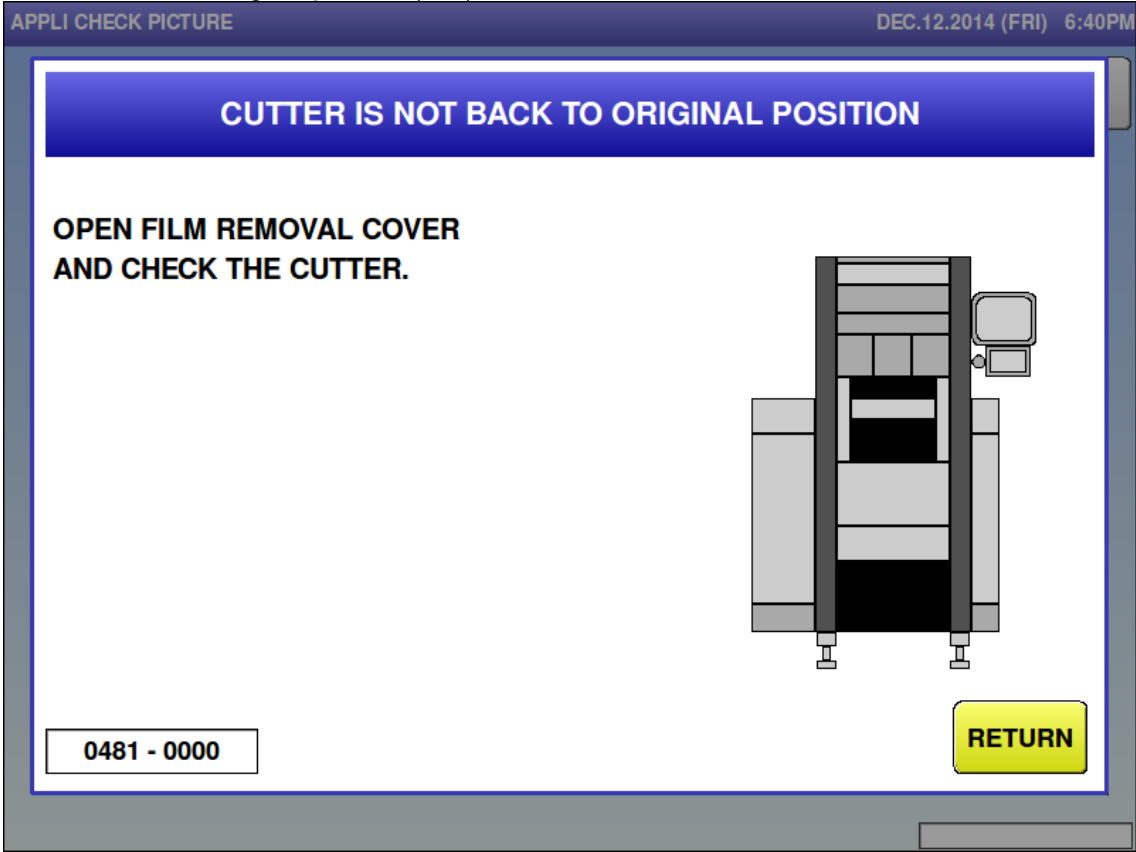 APPLI CHECK PICTURE DEC.12.2014 (FRI) 6:40PM
CUTTER IS NOT BACK TO ORIGINAL POSITION
OPEN FILM REMOVAL COVER
AND CHECK THE CUTTER.
0481 - 0000
RETURN